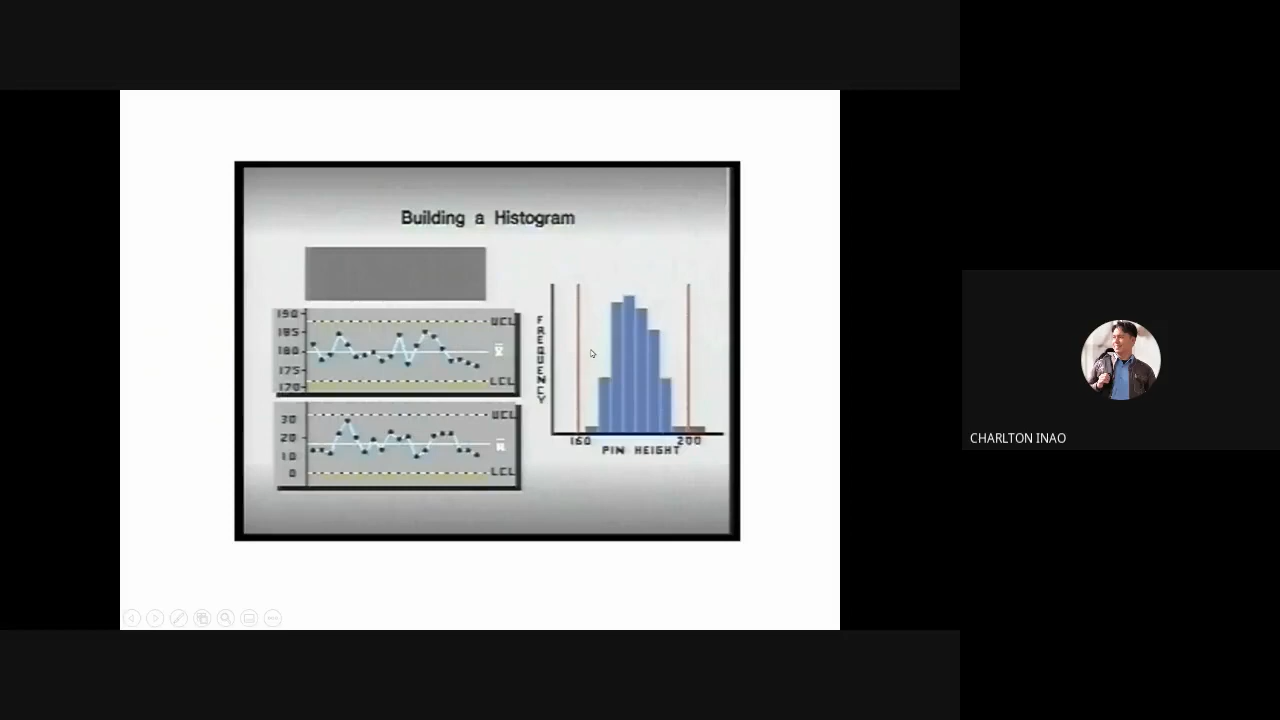 Building a Histogram
190
185
180
175
170
UCL
X
LCL
30
20
10
0
UCL
R
LCL
FREQUENCY
160
200
PIN HEIGHT
CHARLTON INAO